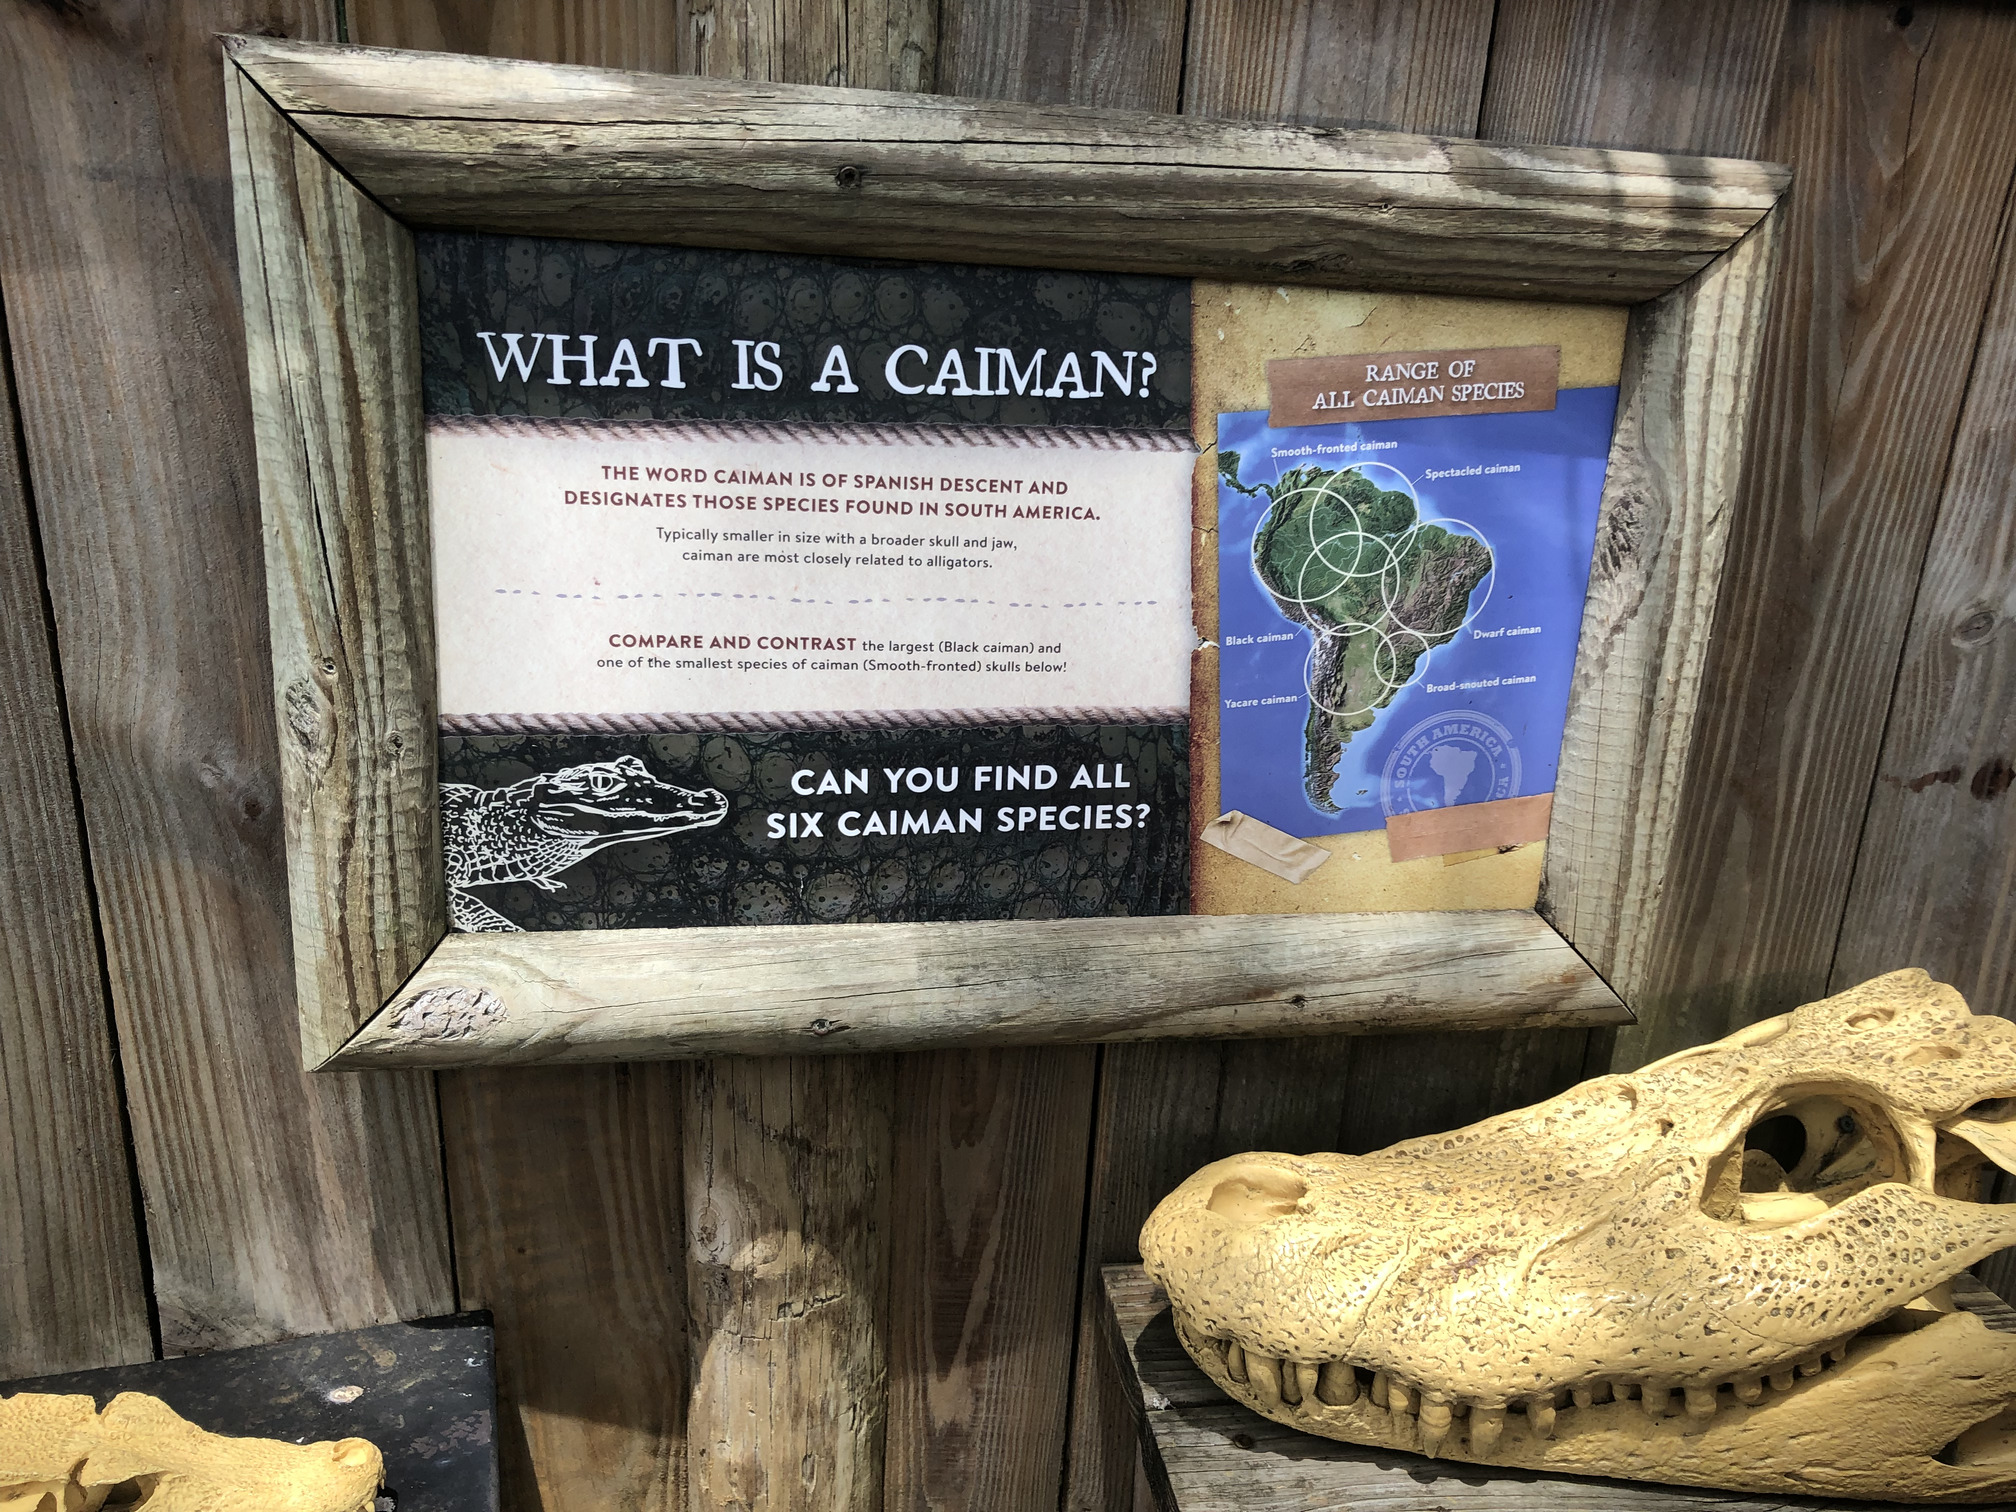 WHAT IS A CAIMAN?
THE WORD CAIMAN IS OF SPANISH DESCENT AND
DESIGNATES THOSE SPECIES FOUND IN SOUTH AMERICA.
Typically smaller in size with a broader skull and jaw,
caiman are most closely related to alligators.
COMPARE AND CONTRAST the largest (Black caiman) and
one of the smallest species of caiman (Smooth-fronted) skulls below!
CAN YOU FIND ALL
SIX CAIMAN SPECIES?
RANGE OF
ALL CAIMAN SPECIES
Smooth-fronted caiman
Spectacled caiman
Black caiman
Dwarf caiman
Yacare caiman
Broad-snouted caiman
SOUTH AMERICA